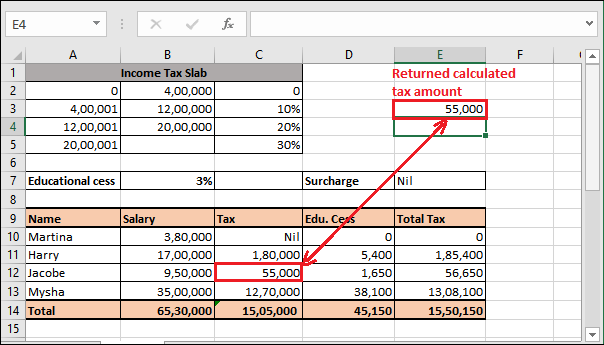 E4 fx
A B C D E F
1 Income Tax Slab Returned calculated
2 0 4,00,000 0 tax amount
3 4,00,001 12,00,000 10% 55,000
4 12,00,001 20,00,000 20%
5 20,00,001 30%
6
7 Educational cess 3% Surcharge Nil
8
9 Name Salary Tax Edu. Cess Total Tax
10 Martina 3,80,000 Nil 0 0
11 Harry 17,00,000 1,80,000 5,400 1,85,400
12 Jacobe 9,50,000 55,000 1,650 56,650
13 Mysha 35,00,000 12,70,000 38,100 13,08,100
14 Total 65,30,000 15,05,000 45,150 15,50,150
15